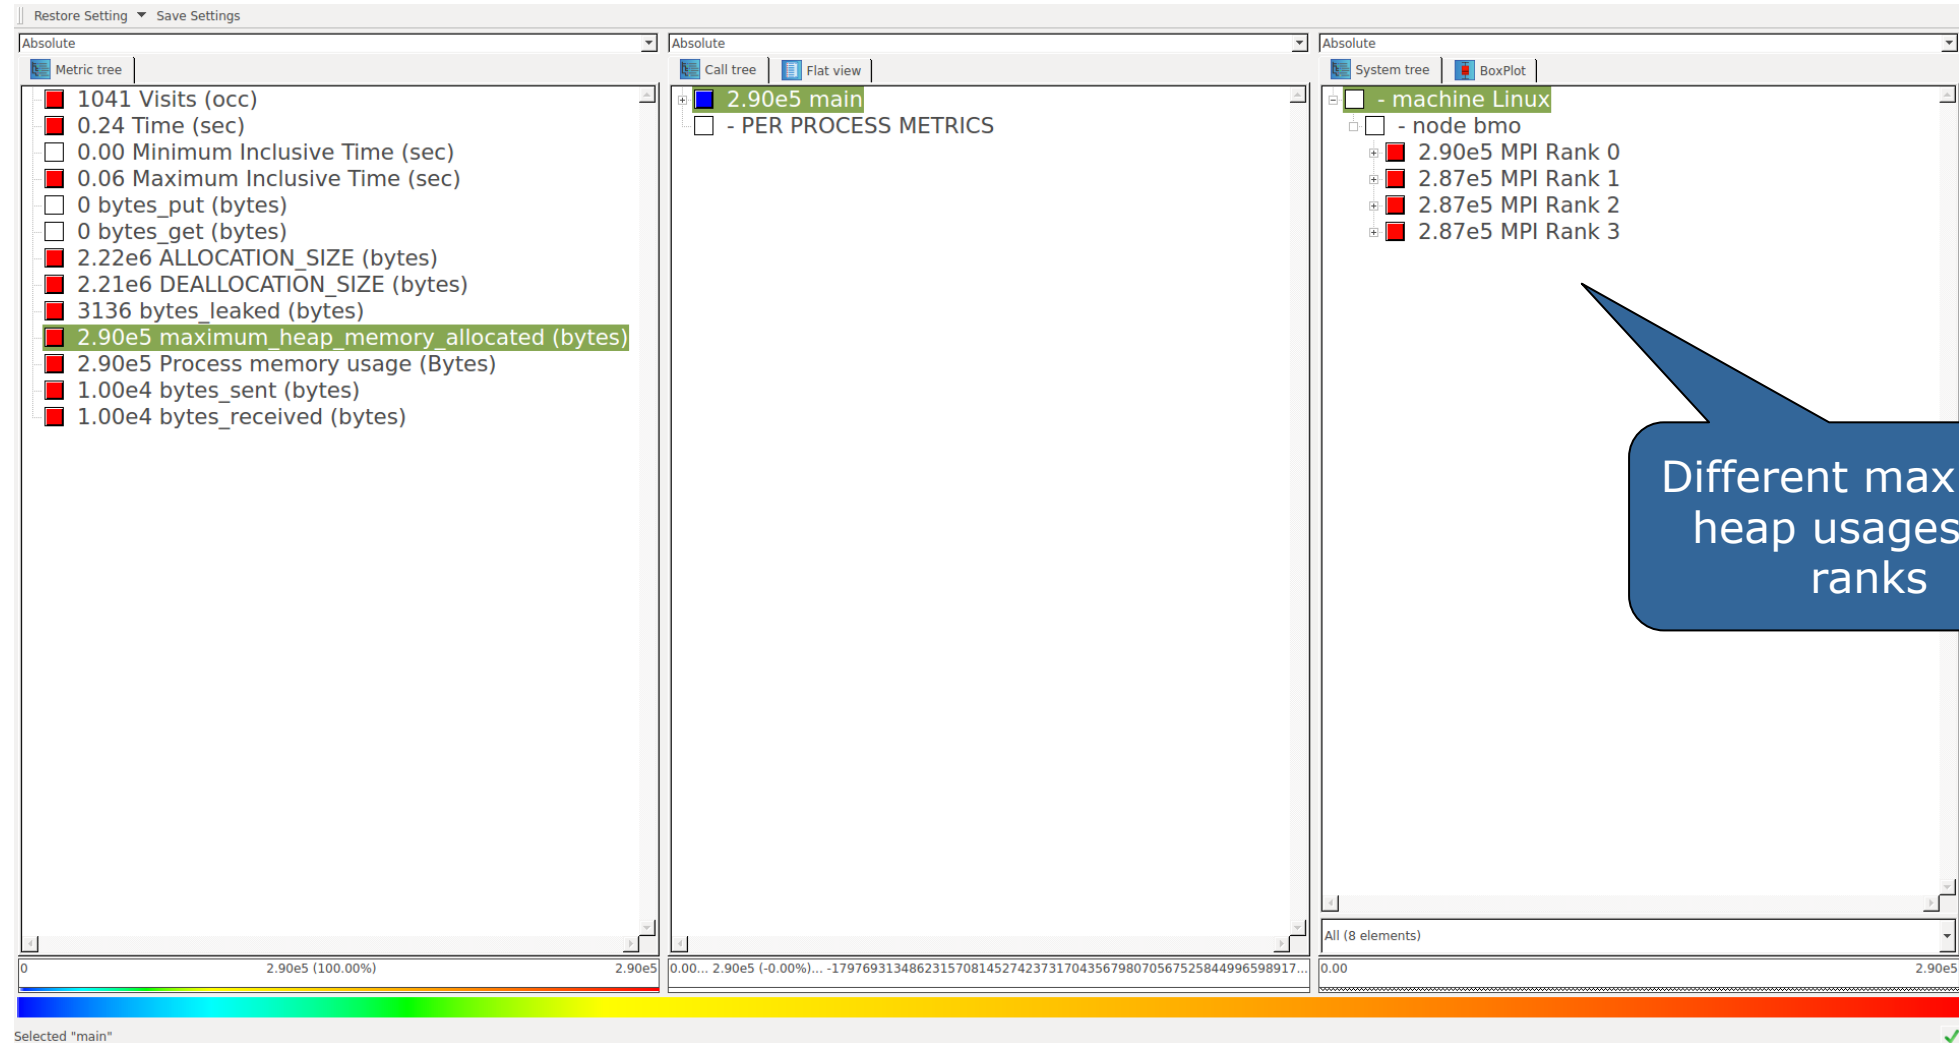 Restore Setting Save Settings
Absolute
Metric tree
1041 Visits (occ)
0.24 Time (sec)
0.00 Minimum Inclusive Time (sec)
0.06 Maximum Inclusive Time (sec)
0 bytes_put (bytes)
0 bytes_get (bytes)
2.22e6 ALLOCATION_SIZE (bytes)
2.21e6 DEALLOCATION_SIZE (bytes)
3136 bytes_leaked (bytes)
2.90e5 maximum_heap_memory_allocated (bytes)
2.90e5 Process memory usage (Bytes)
1.00e4 bytes_sent (bytes)
1.00e4 bytes_received (bytes)
0 2.90e5 (100.00%) 2.90e5
Absolute
Call tree Flat view
2.90e5 main
- PER PROCESS METRICS
0.00... 2.90e5 (-0.00%)... -17976931348623157081452742373170435679807056752584499659891 7...
Absolute
System tree BoxPlot
- machine Linux
- node bmo
2.90e5 MPI Rank 0
2.87e5 MPI Rank 1
2.87e5 MPI Rank 2
2.87e5 MPI Rank 3
Different max
heap usages
ranks
All (8 elements)
0.00 2.90e5
Selected "main"